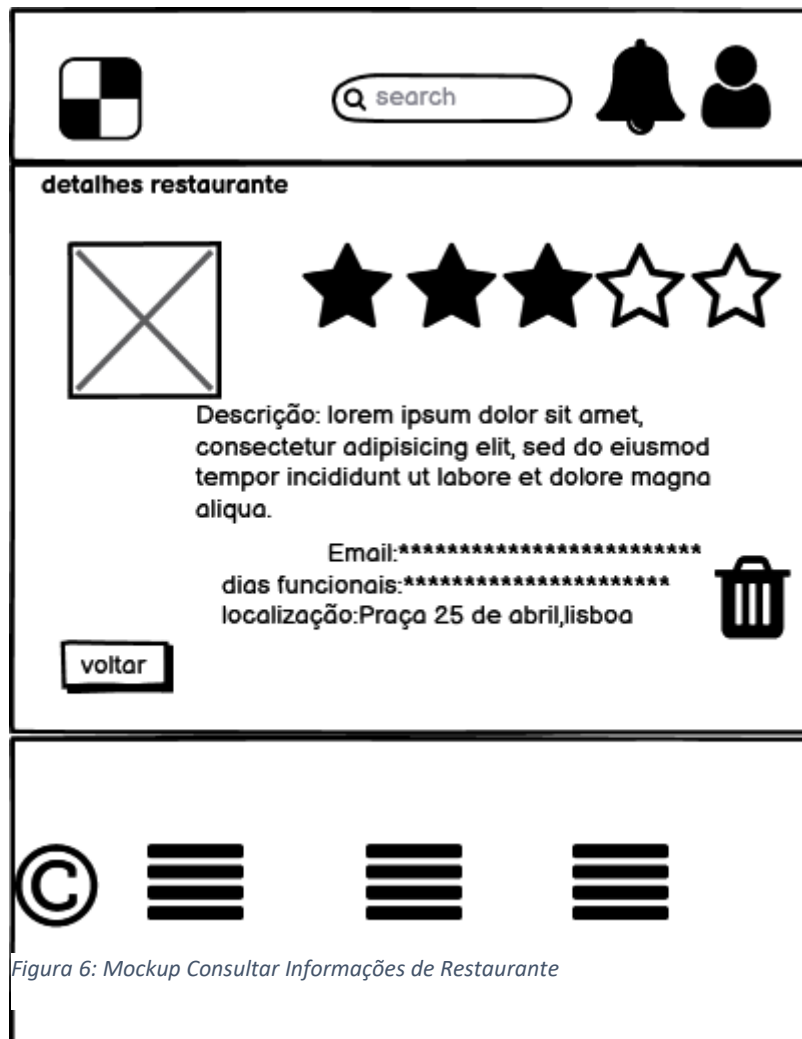 search
detalhes restaurante
Descrição: lorem ipsum dolor sit amet,
consectetur adipisicing elit, sed do eiusmod
tempor incididunt ut labore et dolore magna
aliqua.
Email:*************************
dias funcionais:**********************
localização:Praça 25 de abril,lisboa
voltar
©
Figura 6: Mockup Consultar Informações de Restaurante